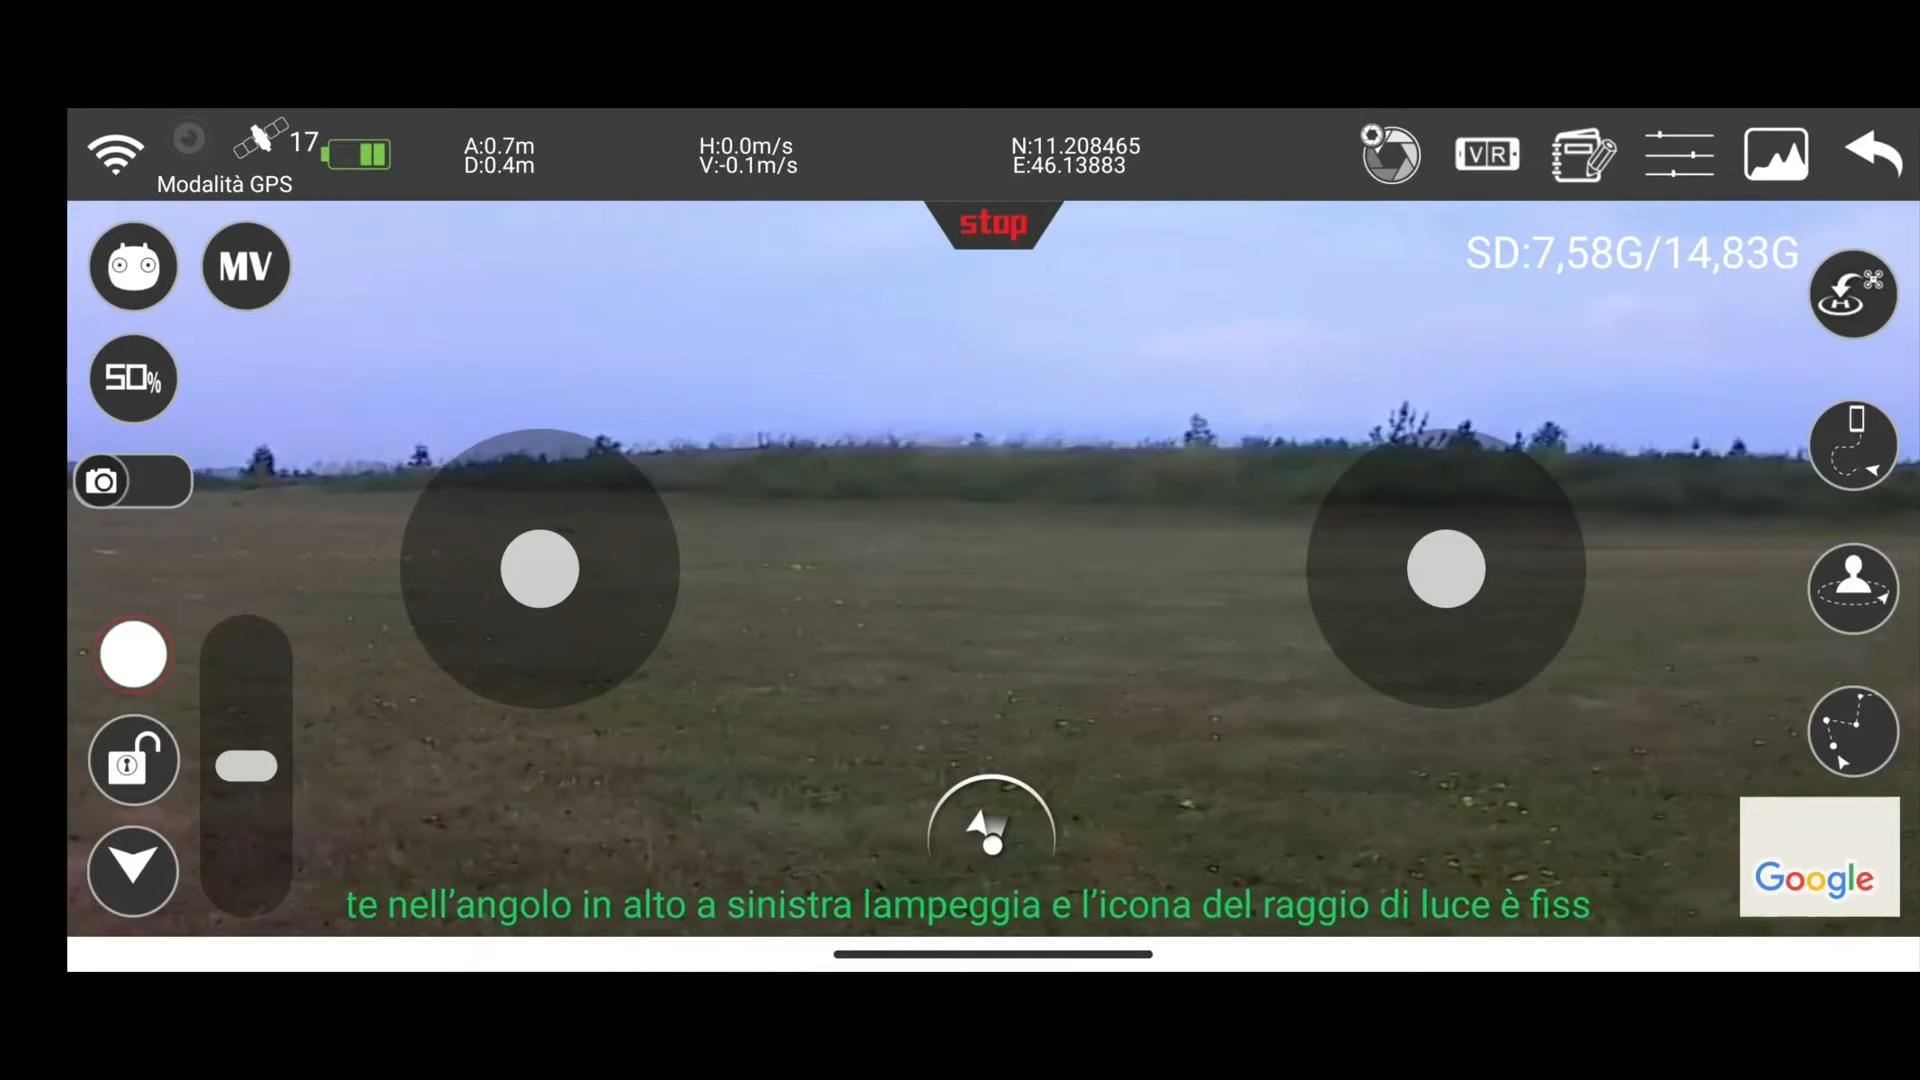 17
Modalità GPS
A:0.7m
D:0.4m
H:0.0m/s
V:-0.1m/s
N:11.208465
E:46.13883
VR
stop
SD:7,58G/14,83G
MV
50%
H
te nell’angolo in alto a sinistra lampeggia e l’icona del raggio di luce è fiss
Google